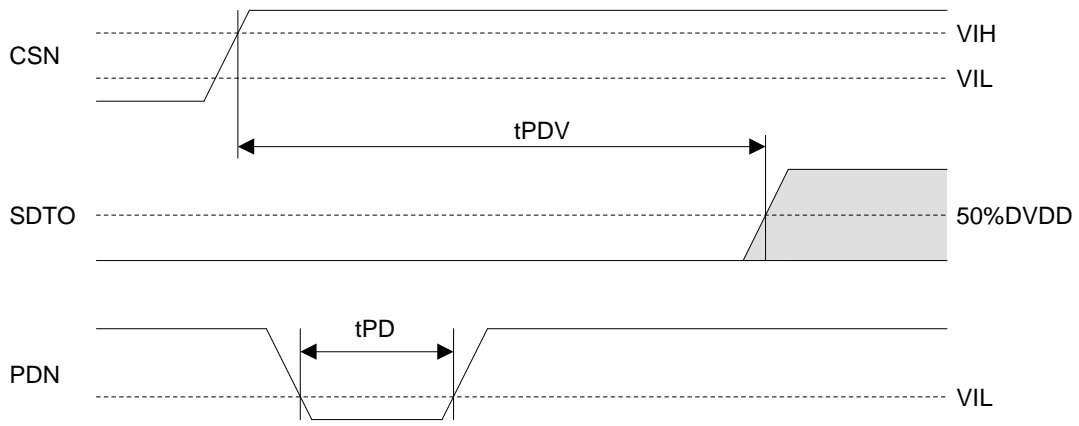 CSN
VIH
VIL
tPDV
SDTO
50%DVDD
tPD
PDN
VIL